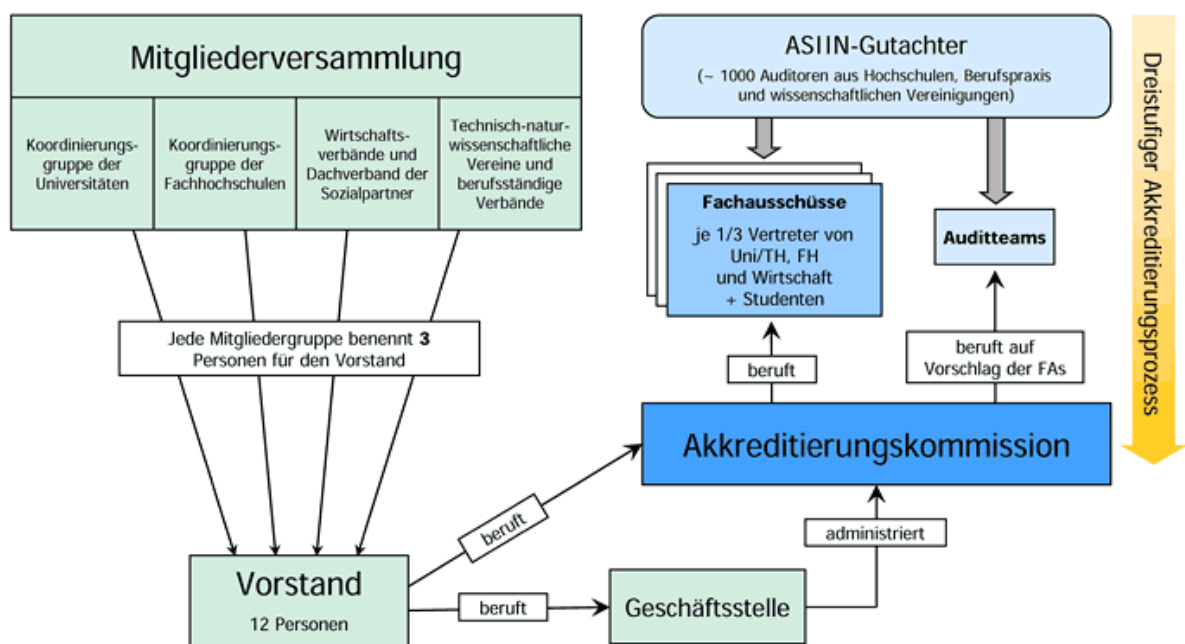 Mitgliederversammlung
Koordinierungs-
gruppe der
Universitäten
Koordinierungs-
gruppe der
Fachhochschulen
Wirtschafts-
verbände und
Dachverband der
Sozialpartner
Technisch-natur-
wissenschaftliche
Vereine und
berufsständige
Verbände
Jede Mitgliedergruppe benennt 3
Personen für den Vorstand
Vorstand
12 Personen
beruft
beruft
Geschäftsstelle
administriert
Akkreditierungskommission
beruft
beruft auf
Vorschlag der FAs
Fachausschüsse
je 1/3 Vertreter von
Uni/TH, FH
und Wirtschaft
+ Studenten
Auditteams
ASIIN-Gutachter
(~ 1000 Auditoren aus Hochschulen, Berufspraxis
und wissenschaftlichen Vereinigungen)
Dreistufiger Akkreditierungsprozess